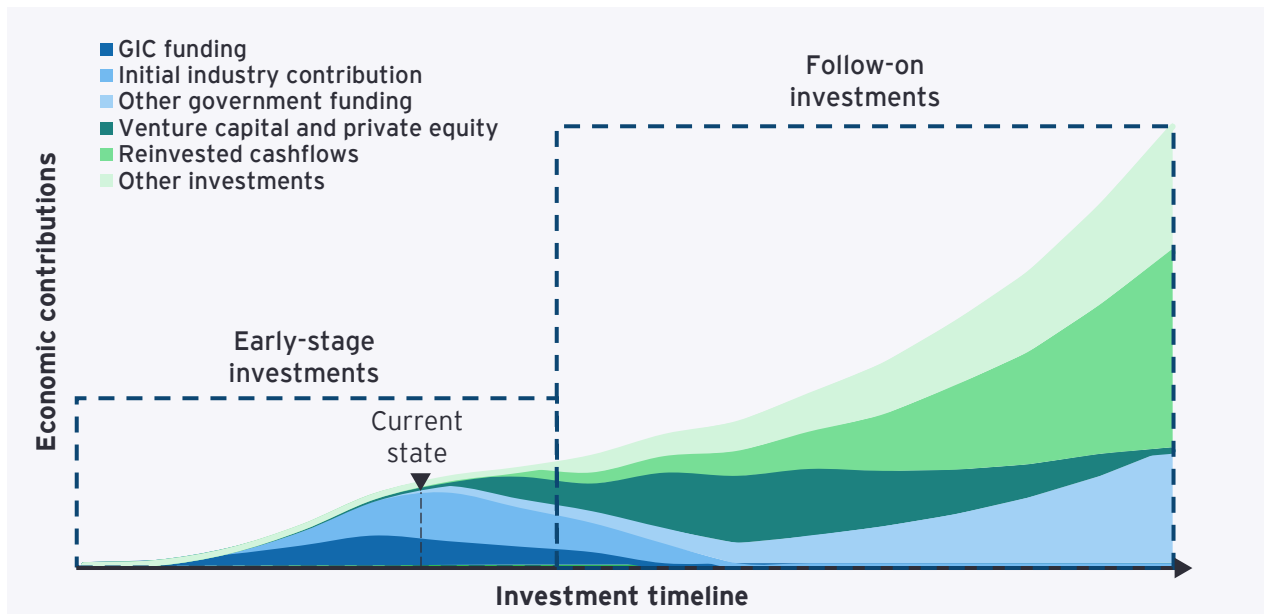 GIC funding
Initial industry contribution
Other government funding
Venture capital and private equity
Reinvested cashflows
Other investments
Follow-on
investments
Economic contributions
Early-stage
investments
Current
state
Investment timeline